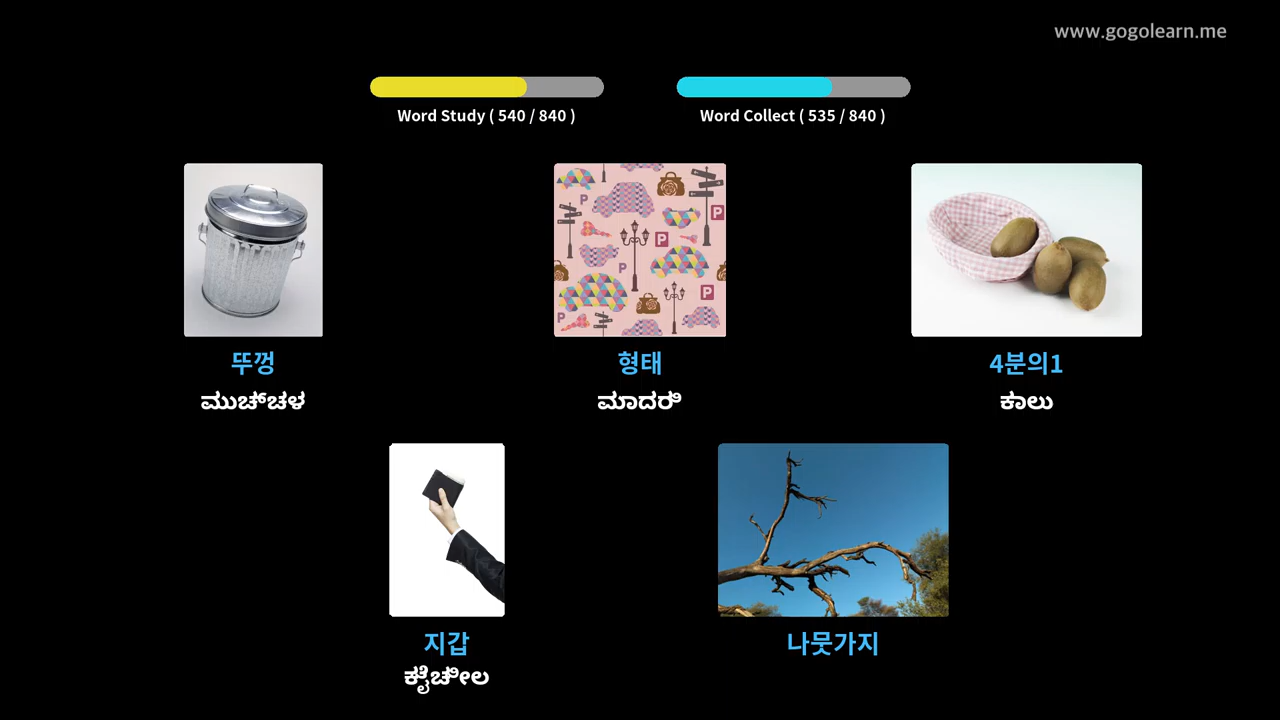 www.gogolearn.me
Word Study ( 540 / 840 )
Word Collect ( 535 / 840 )
뚜껑
형태
4분의1
ಮುಚ್ಚಳ
ಮಾದರಿ
ಕಾಲು
지갑
나뭇가지
ಕೈಚೀಲ